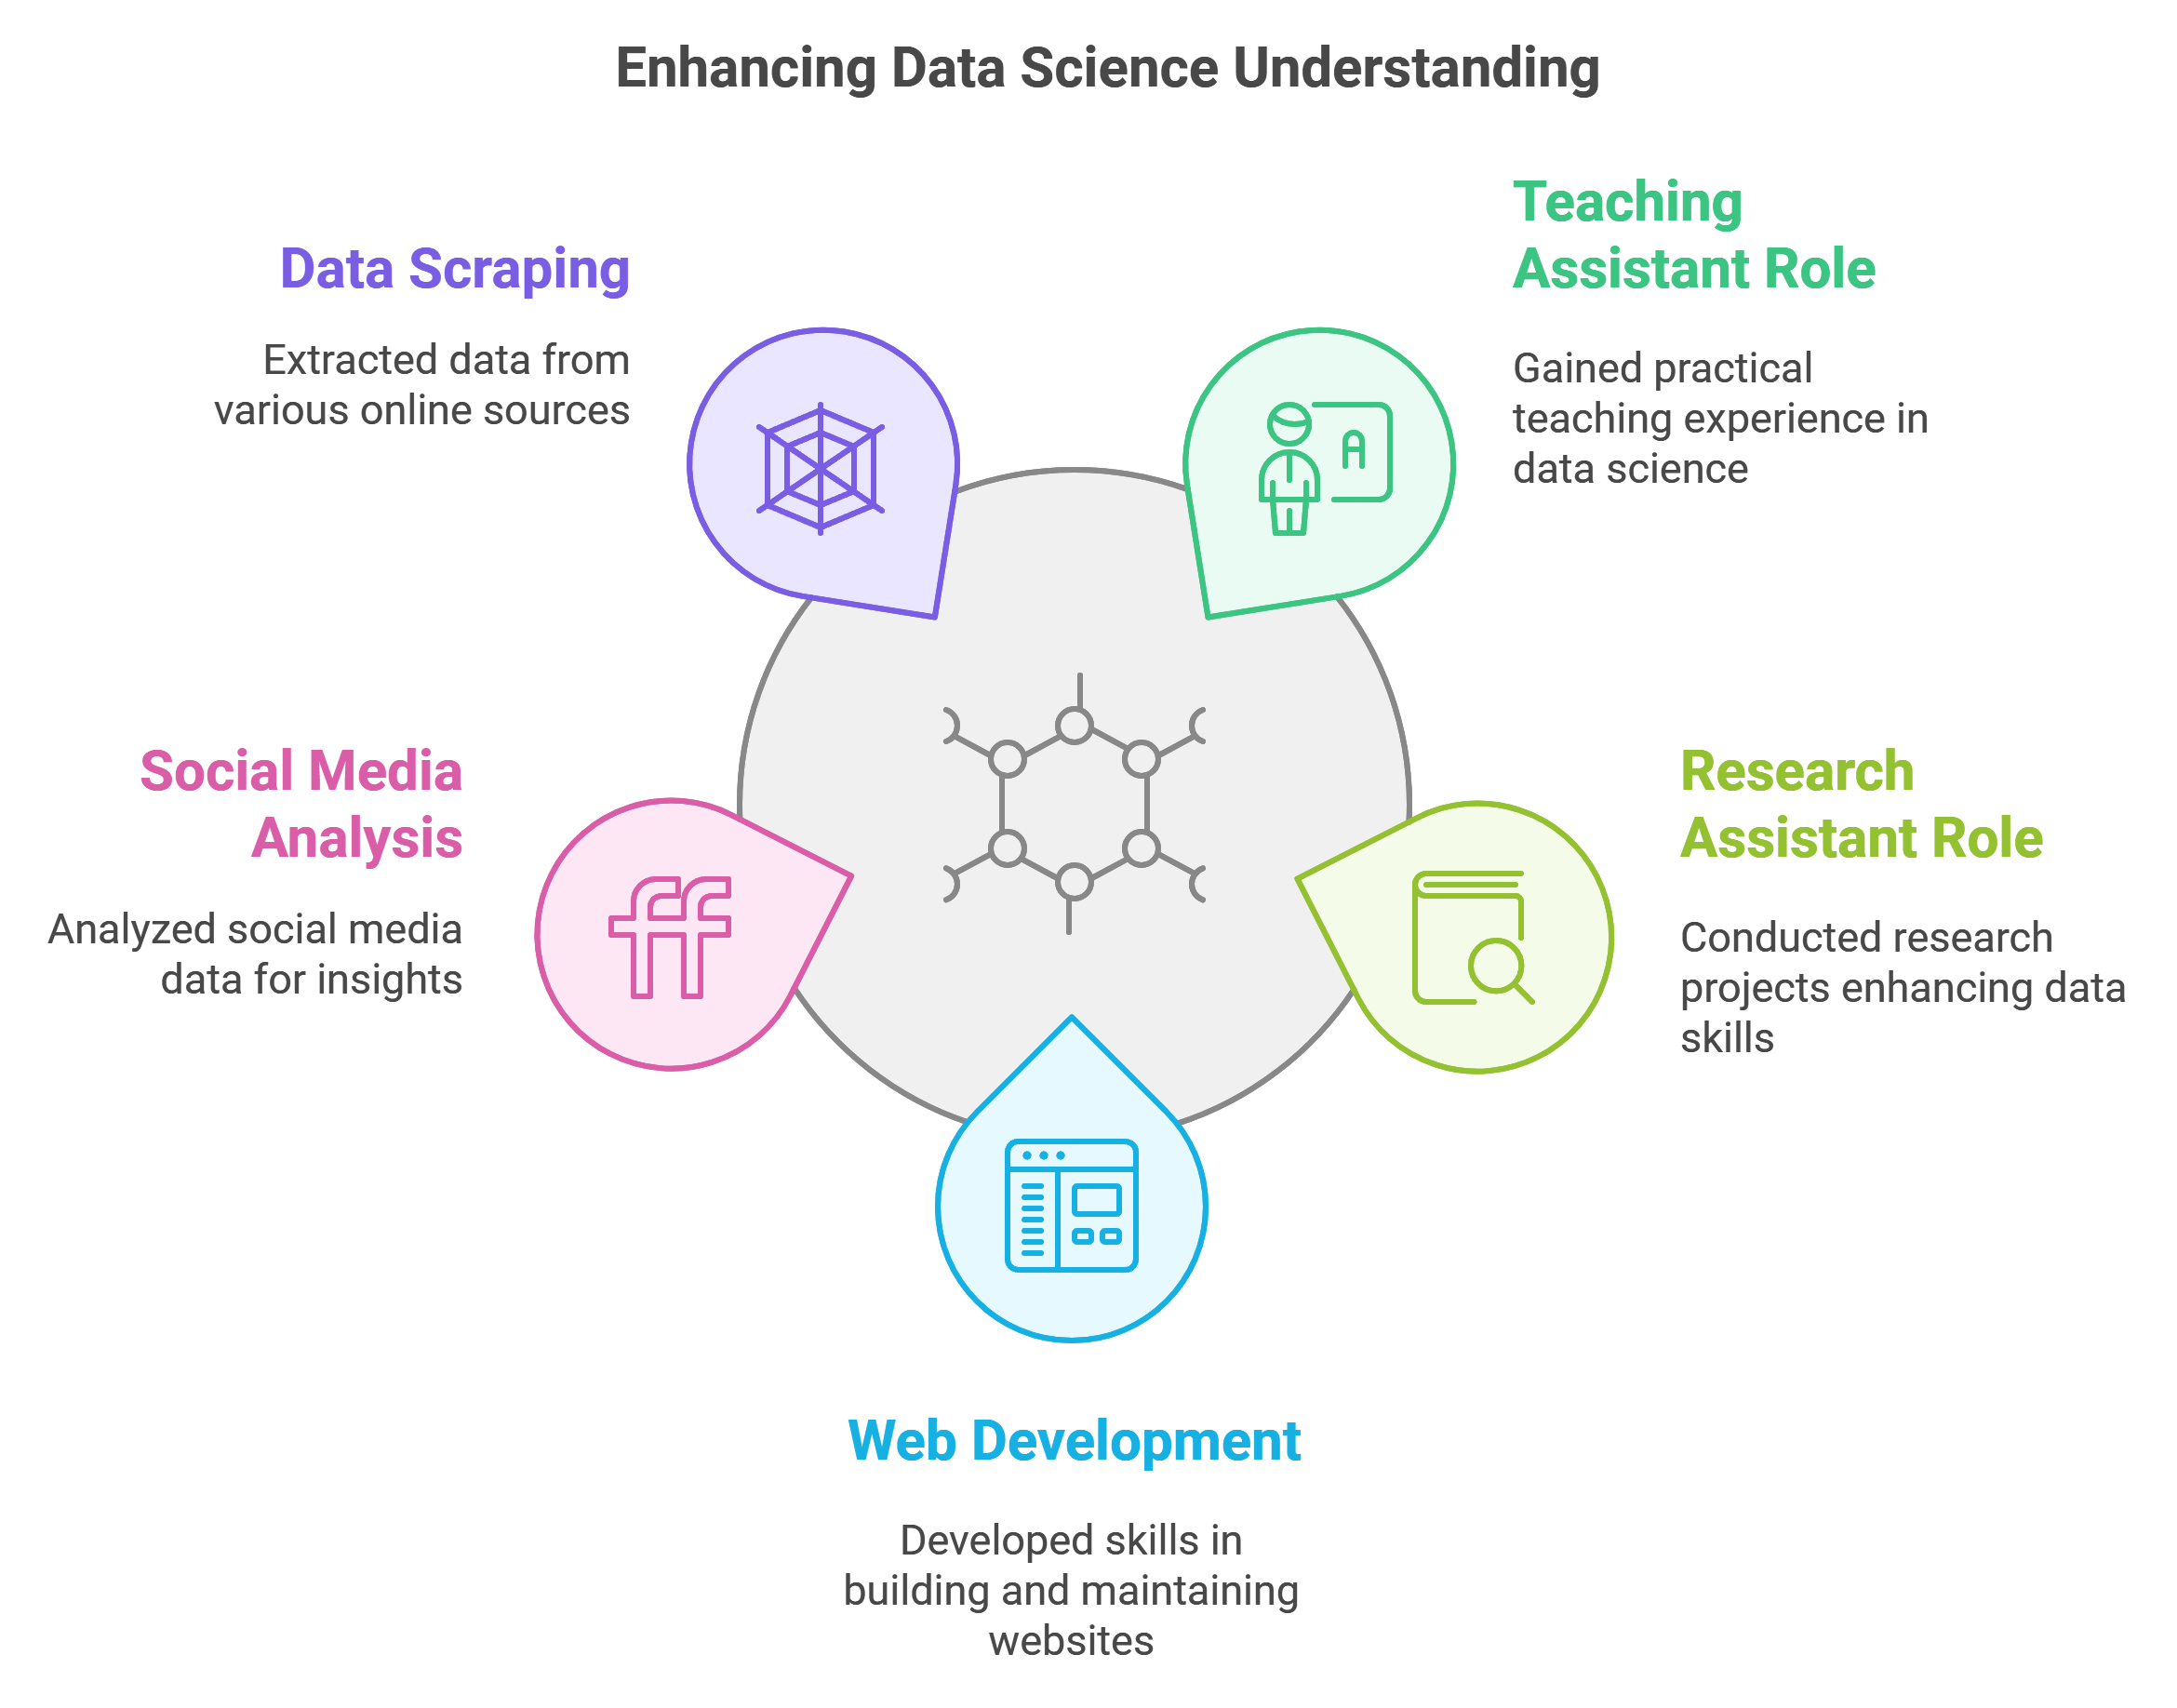 Enhancing Data Science Understanding
Teaching
Assistant Role
Gained practical
teaching experience in
data science
Data Scraping
Extracted data from
various online sources
Social Media
Analysis
Analyzed social media
data for insights
Research
Assistant Role
Conducted research
projects enhancing data
skills
Web Development
Developed skills in
building and maintaining
websites